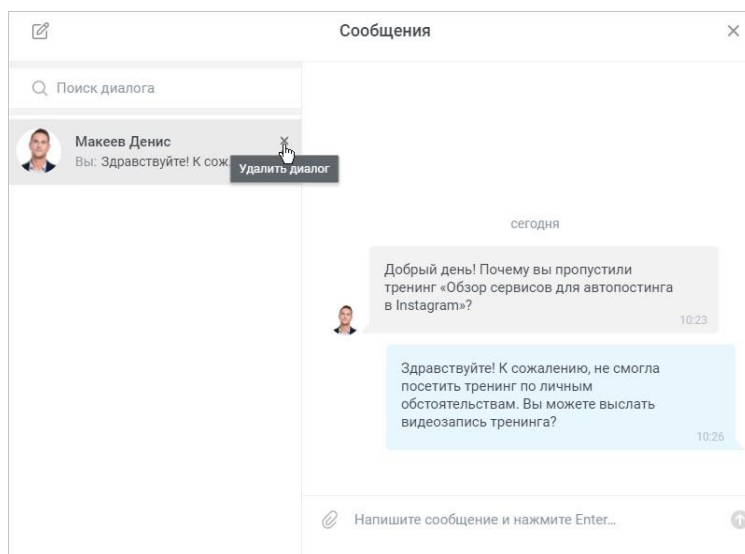 Сообщения
Поиск диалога
Макеев Денис
Вы: Здравствуйте! К сож
Удалить диалог
сегодня
Добрый день! Почему вы пропустили
тренинг «Обзор сервисов для автопостинга
в Instagram»?
10:23
Здравствуйте! К сожалению, не смогла
посетить тренинг по личным
обстоятельствам. Вы можете выслать
видеозапись тренинга?
10:26
Напишите сообщение и нажмите Enter...